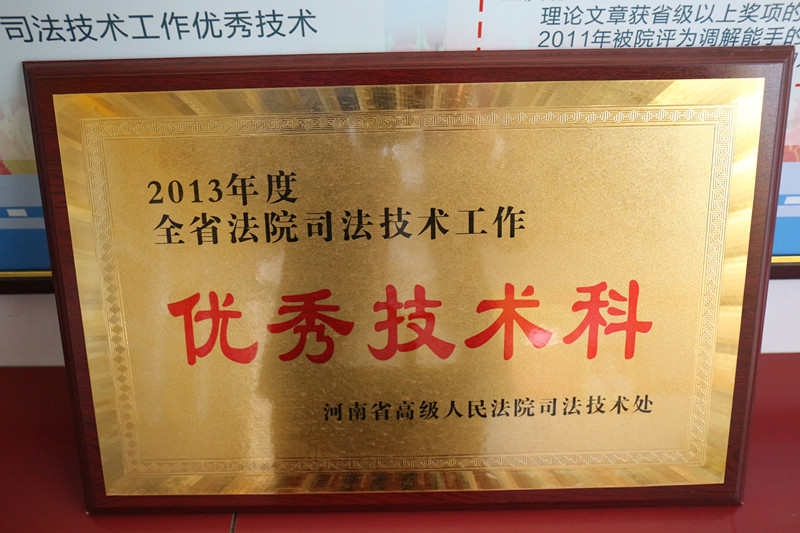 司法技术工作优秀技术
理论文章获省级以上奖项的
2011年被院评为调解能手的
2013年度
全省法院司法技术工作
优秀技术科
河南省高级人民法院司法技术处